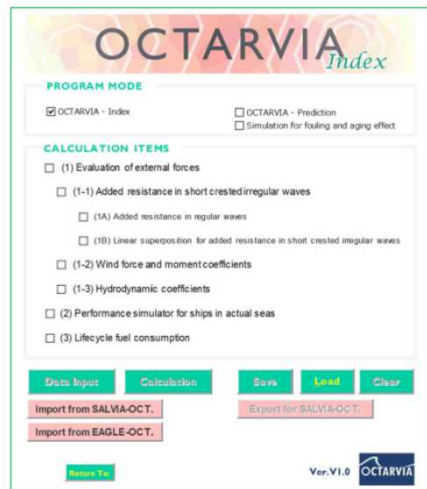 OCTARVIA
Index
PROGRAM MODE
OCTARVIA - Index
OCTARVIA - Prediction
Simulation for fouling and aging effect
CALCULATION ITEMS
(1) Evaluation of external forces
(1-1) Added resistance in short crested irregular waves
(1A) Added resistance in regular waves
(1B) Linear superposition for added resistance in short crested irregular waves
(1-2) Wind force and moment coefficients
(1-3) Hydrodynamic coefficients
(2) Performance simulator for ships in actual seas
(3) Lifecycle fuel consumption
Data Input Calculation Save Load Clear
Import from SALVIA-OCT. Export for SALVIA-OCT.
Import from EAGLE-OCT.
Return To Ver.V1.0 OCTARVIA